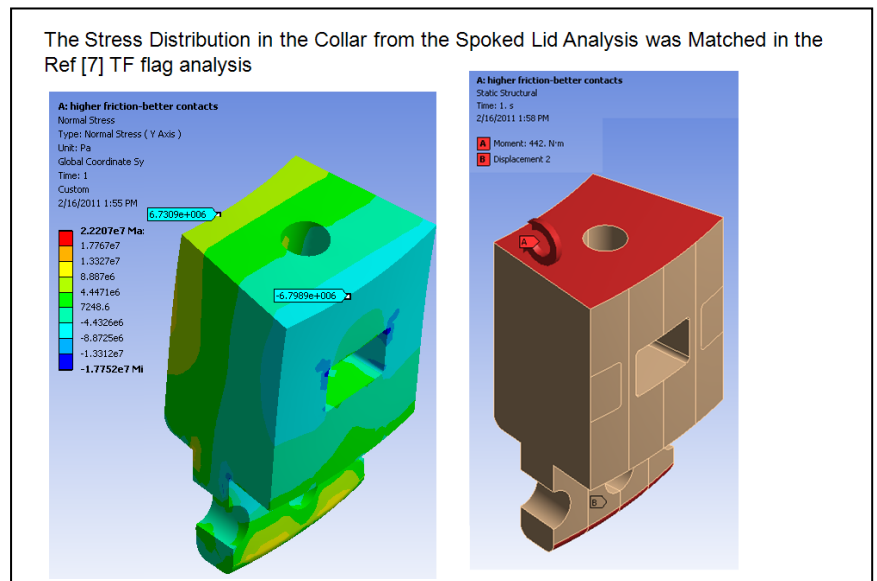 The Stress Distribution in the Collar from the Spoked Lid Analysis was Matched in the
Ref [7] TF flag analysis
A: higher friction-better contacts
Normal Stress
Type: Normal Stress ( Y Axis )
Unit: Pa
Global Coordinate Sy
Time: 1
Custom
2/16/2011 1:55 PM
6.7309e+006
2.2207e7 Ma:
1.7767e7
1.3327e7
8.887e6
4.4471e6
7248.6
-4.4326e6
-8.8725e6
-1.3312e7
-1.7752e7 Mi
-6.7989e+006
A: higher friction-better contacts
Static Structural
Time: 1. s
2/16/2011 1:58 PM
A Moment: 442. N·m
B Displacement 2
A
B